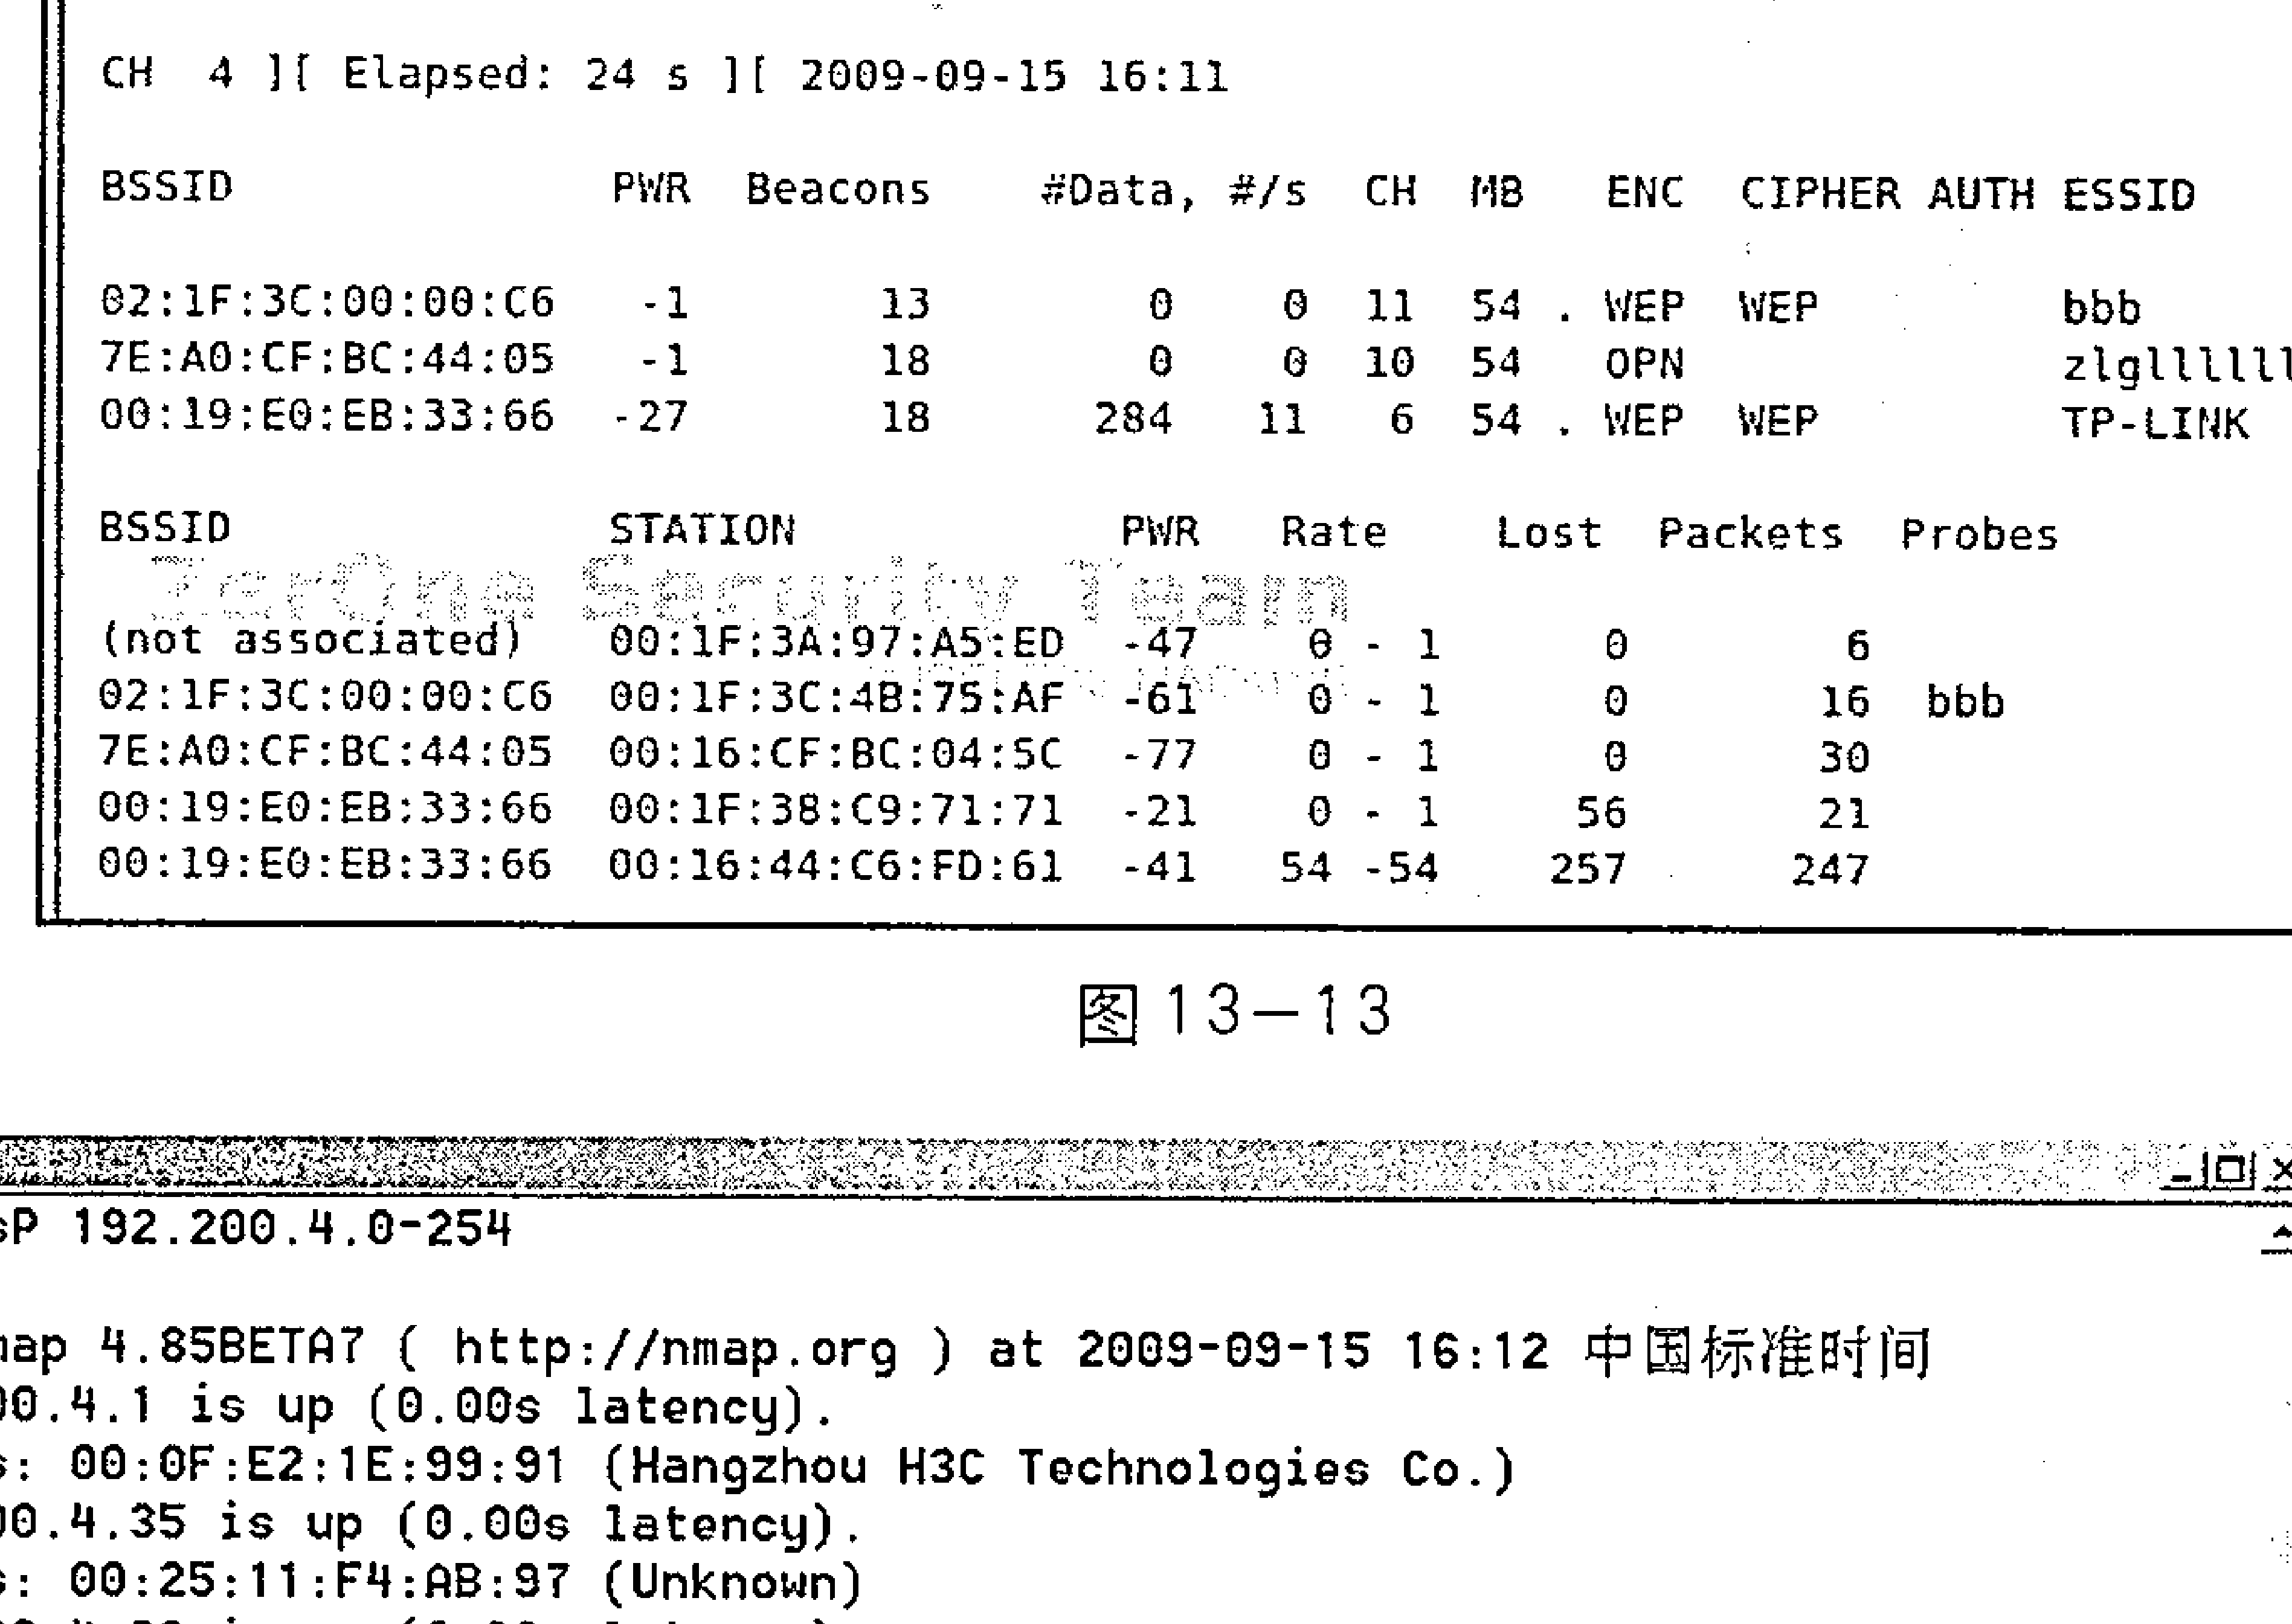 CH  4 ][ Elapsed: 24 s ][ 2009-09-15 16:11
BSSID PWR Beacons #Data, #/s CH MB ENC CIPHER AUTH ESSID
02:1F:3C:00:00:C6 -1 13 0 0 11 54 . WEP WEP bbb
7E:A0:CF:BC:44:05 -1 18 0 0 10 54 OPN zlgllllll
00:19:E0:EB:33:66 -27 18 284 11 6 54 . WEP WEP TP-LINK
BSSID STATION PWR Rate Lost Packets Probes
ZerOne Security Team
(not associated) 00:1F:3A:97:A5:ED -47 0 - 1 0 6
02:1F:3C:00:00:C6 00:1F:3C:4B:75:AF -61 0 - 1 0 16 bbb
7E:A0:CF:BC:44:05 00:16:CF:BC:04:5C -77 0 - 1 0 30
00:19:E0:EB:33:66 00:1F:38:C9:71:71 -21 0 - 1 56 21
00:19:E0:EB:33:66 00:16:44:C6:FD:61 -41 54 -54 257 247
图 13-13
sP 192.200.4.0-254
map 4.85BETA7 ( http://nmap.org ) at 2009-09-15 16:12 中国标准时间
00.4.1 is up (0.00s latency).
s: 00:0F:E2:1E:99:91 (Hangzhou H3C Technologies Co.)
00.4.35 is up (0.00s latency).
s: 00:25:11:F4:AB:97 (Unknown)